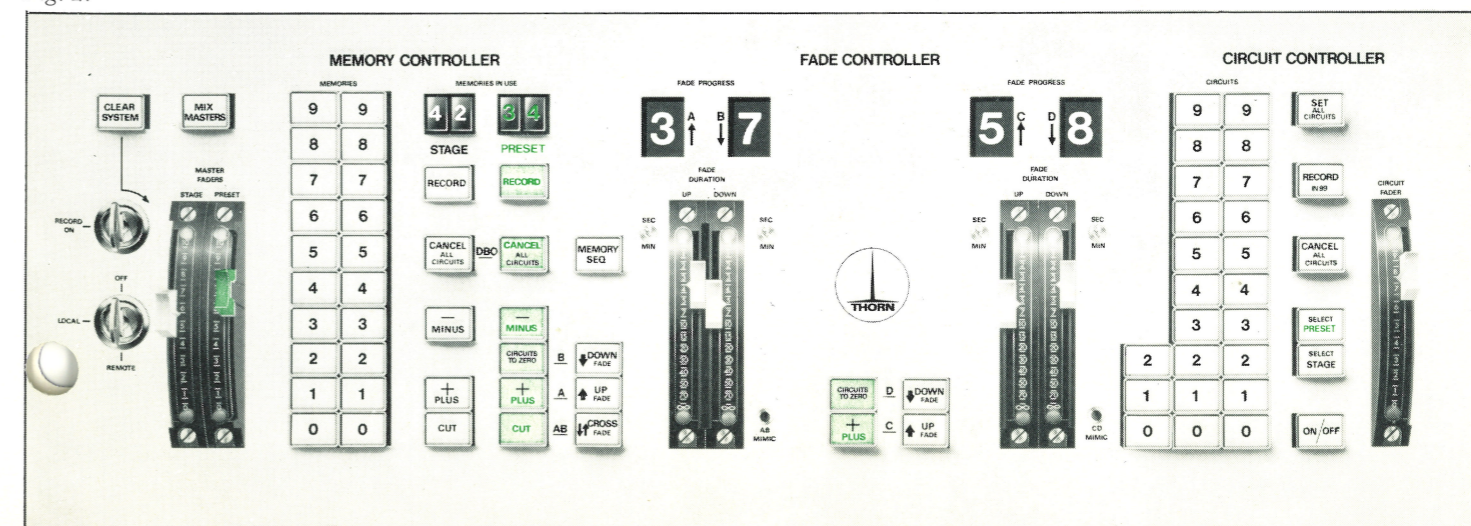 MEMORY CONTROLLER
FADE CONTROLLER
CIRCUIT CONTROLLER
CLEAR
SYSTEM
MIX
MASTERS
MASTER
FADERS
STAGE PRESET
RECORD
ON
OFF
LOCAL
REMOTE
MEMORIES
9 9
8 8
7 7
6 6
5 5
4 4
3 3
2 2
1 1
0 0
MEMORIES IN USE
42 34
STAGE PRESET
RECORD RECORD
CANCEL
ALL
CIRCUITS
DBO
CANCEL
ALL
CIRCUITS
MEMORY
SEQ
−
MINUS
−
MINUS
CIRCUITS
TO ZERO
B
DOWN
FADE
+
PLUS
+
PLUS
A
UP
FADE
CUT
CUT
AB
CROSS
FADE
FADE PROGRESS
3 A B 7
FADE
DURATION
UP DOWN
SEC
MIN
SEC
MIN
AB
MIMIC
THORN
CIRCUITS
TO ZERO
D
DOWN
FADE
+
PLUS
C
UP
FADE
FADE PROGRESS
5 C D 8
FADE
DURATION
UP DOWN
SEC
MIN
SEC
MIN
CD
MIMIC
CIRCUITS
9 9
8 8
7 7
6 6
5 5
4 4
3 3
2 2 2
1 1 1
0 0 0
SET
ALL
CIRCUITS
RECORD
IN 99
CANCEL
ALL
CIRCUITS
SELECT
PRESET
SELECT
STAGE
ON/OFF
CIRCUIT
FADER